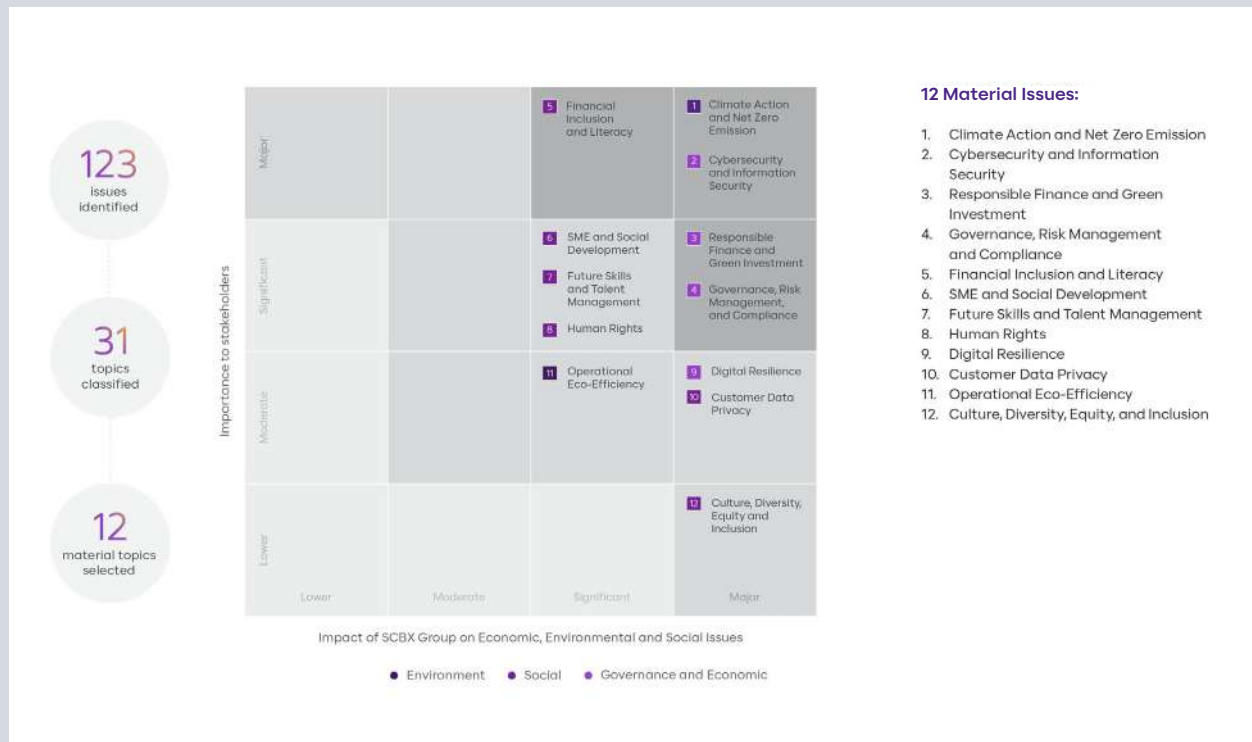 123
issues
identified
31
topics
classified
12
material topics
selected
Importance to stakeholders
Major
Significant
Moderate
Lower
5 Financial
Inclusion
and Literacy
1 Climate Action
and Net Zero
Emission
2 Cybersecurity
and Information
Security
6 SME and Social
Development
7 Future Skills
and Talent
Management
8 Human Rights
3 Responsible
Finance and
Green Investment
4 Governance, Risk
Management,
and Compliance
11 Operational
Eco-Efficiency
9 Digital Resilience
10 Customer Data
Privacy
12 Culture, Diversity,
Equity and
Inclusion
Lower
Moderate
Significant
Major
Impact of SCBX Group on Economic, Environmental and Social Issues
Environment
Social
Governance and Economic
12 Material Issues:
1. Climate Action and Net Zero Emission
2. Cybersecurity and Information
Security
3. Responsible Finance and Green
Investment
4. Governance, Risk Management
and Compliance
5. Financial Inclusion and Literacy
6. SME and Social Development
7. Future Skills and Talent Management
8. Human Rights
9. Digital Resilience
10. Customer Data Privacy
11. Operational Eco-Efficiency
12. Culture, Diversity, Equity, and Inclusion